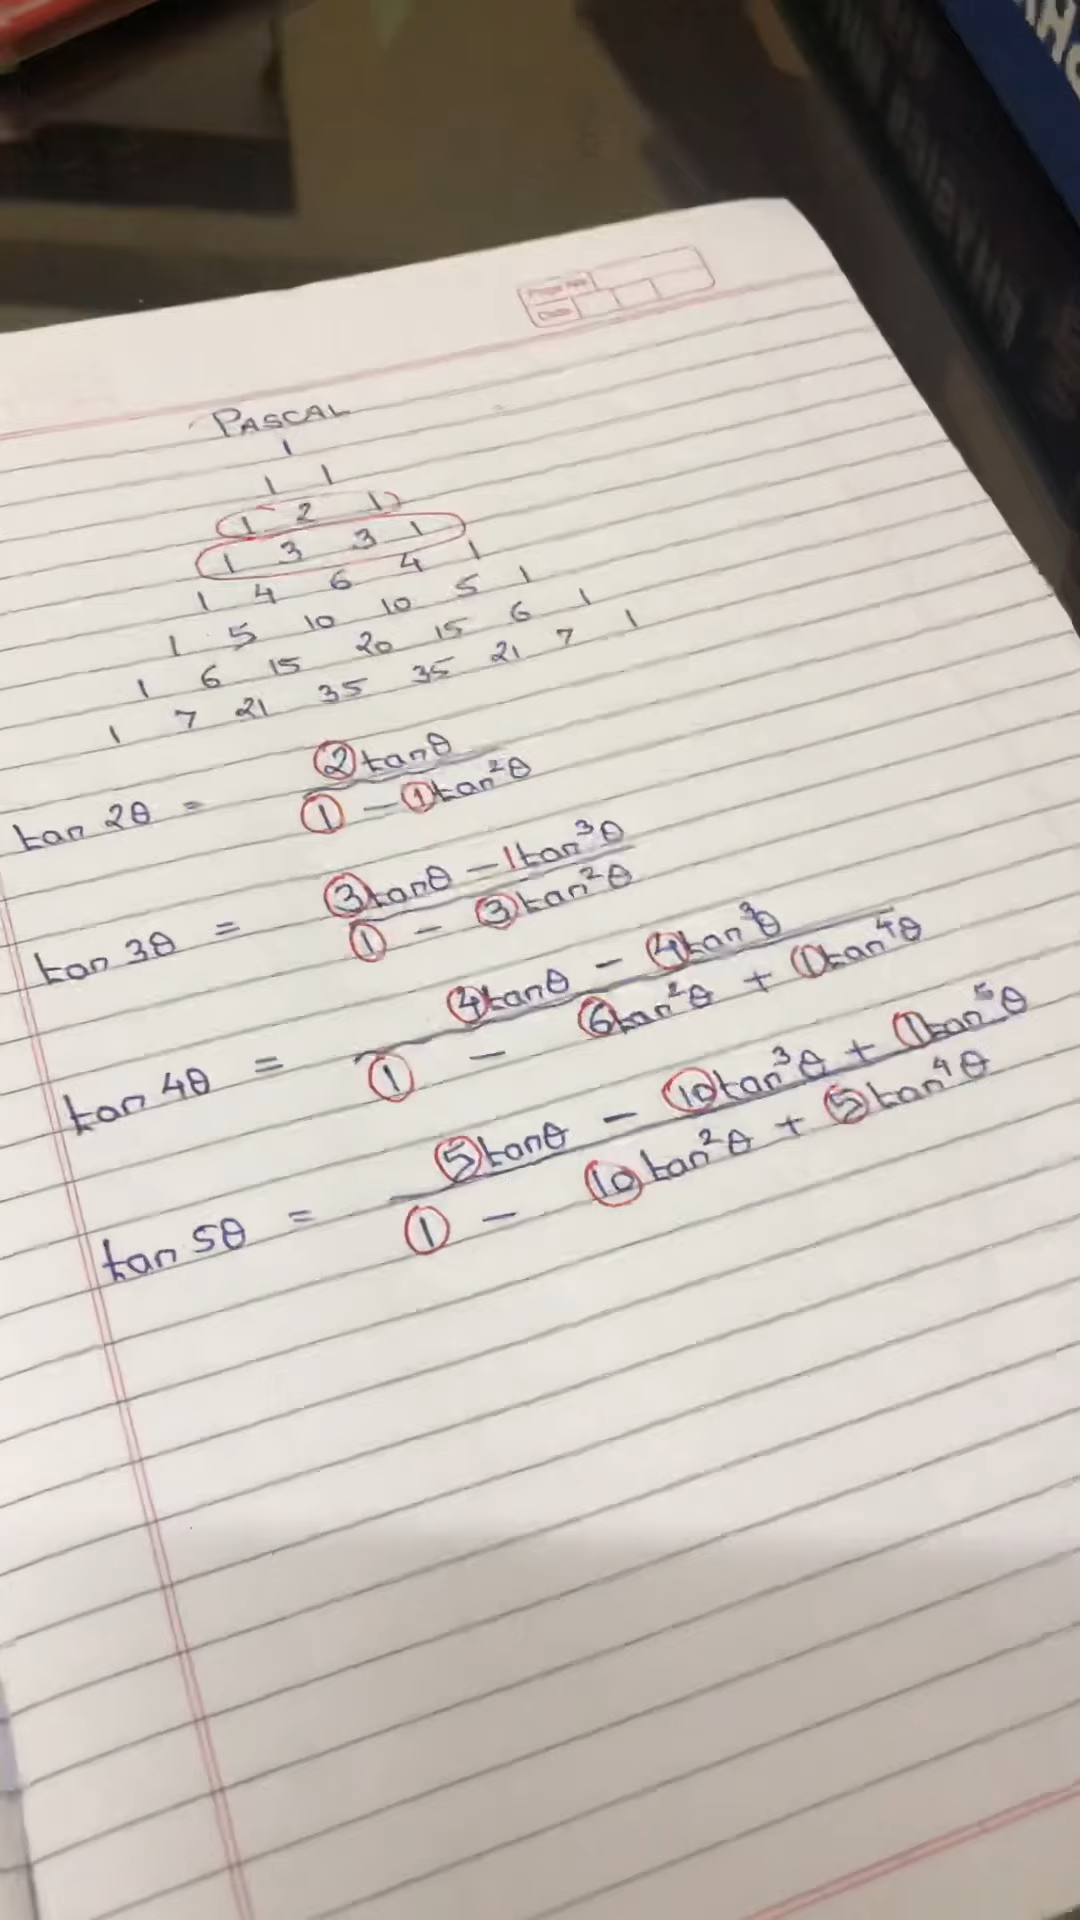 Page No.
Date
PASCAL
1
1 1
1 2 1
1 3 3 1
1 4 6 4 1
1 5 10 10 5 1
1 6 15 20 15 6 1
1 7 21 35 35 21 7 1
tan 2θ = 2tanθ / 1 - 1tan²θ
tan 3θ = 3tanθ - 1tan³θ / 1 - 3tan²θ
tan 4θ = 4tanθ - 4tan³θ / 1 - 6tan²θ + 1tan⁴θ
tan 5θ = 5tanθ - 10tan³θ + 1tan⁵θ / 1 - 10tan²θ + 5tan⁴θ